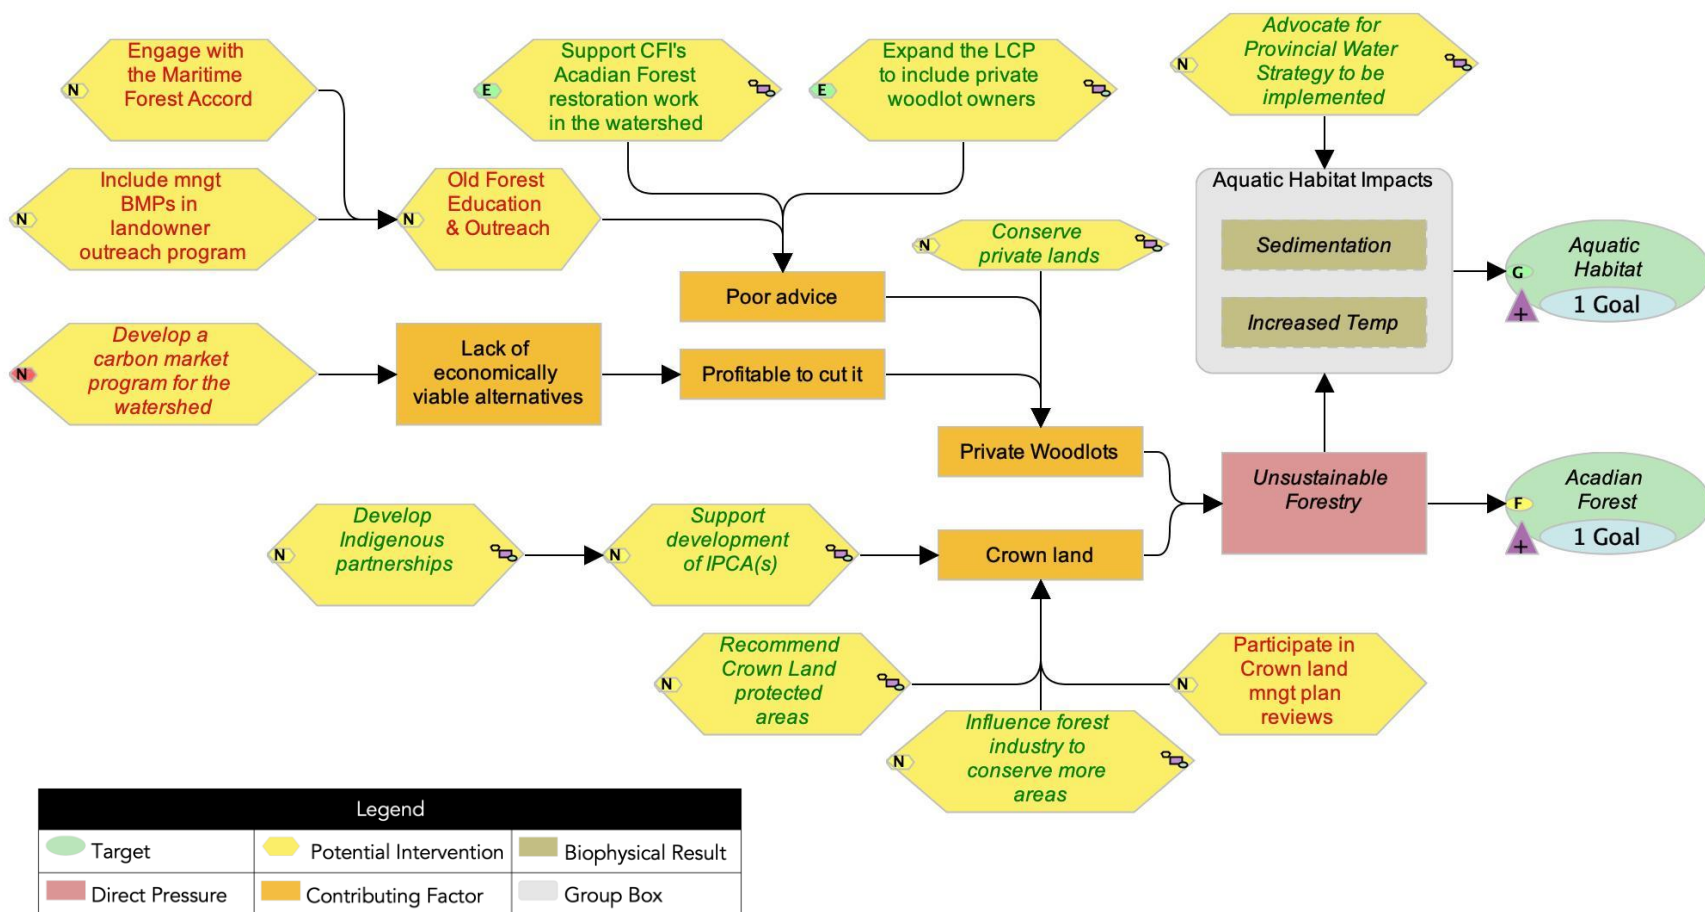 Engage with
the Maritime
Forest Accord
N
Support CFI's
Acadian Forest
restoration work
in the watershed
E
Expand the LCP
to include private
woodlot owners
E
Advocate for
Provincial Water
Strategy to be
implemented
N
Include mngt
BMPs in
landowner
outreach program
N
Old Forest
Education
& Outreach
N
Conserve
private lands
N
Aquatic Habitat Impacts
Sedimentation
Increased Temp
Aquatic
Habitat
G
1 Goal
+
Poor advice
Develop a
carbon market
program for the
watershed
N
Lack of
economically
viable alternatives
Profitable to cut it
Private Woodlots
Unsustainable
Forestry
Acadian
Forest
F
1 Goal
+
Develop
Indigenous
partnerships
N
Support
development
of IPCA(s)
N
Crown land
Recommend
Crown Land
protected
areas
N
Participate in
Crown land
mngt plan
reviews
N
Influence forest
industry to
conserve more
areas
N
Legend
Target
Potential Intervention
Biophysical Result
Direct Pressure
Contributing Factor
Group Box